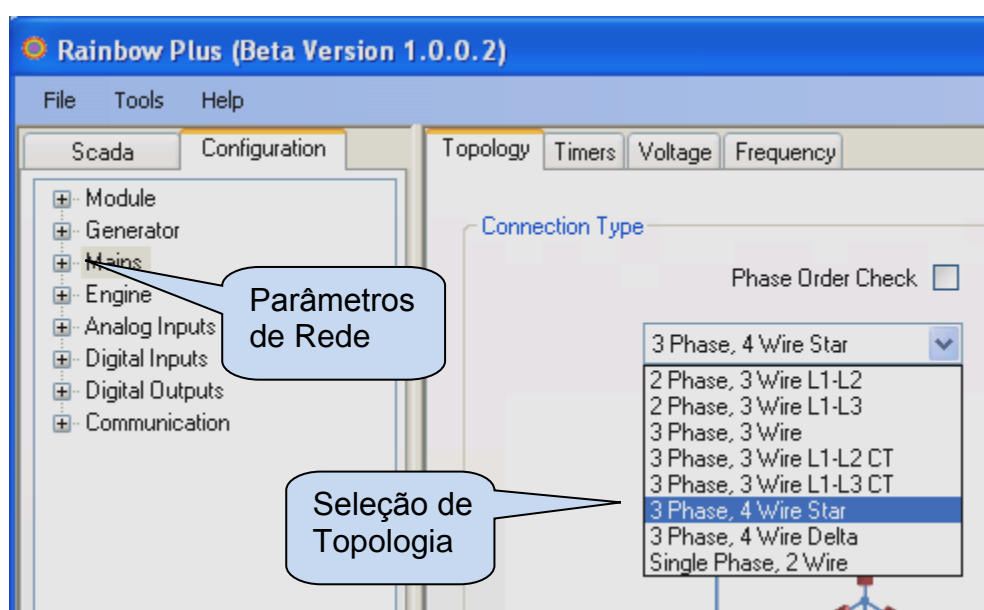 Rainbow Plus (Beta Version 1.0.0.2)
File Tools Help
Scada Configuration
Module
Generator
Mains
Engine
Analog Inputs
Digital Inputs
Digital Outputs
Communication
Parâmetros
de Rede
Topology Timers Voltage Frequency
Connection Type
Phase Order Check
3 Phase, 4 Wire Star
2 Phase, 3 Wire L1-L2
2 Phase, 3 Wire L1-L3
3 Phase, 3 Wire
3 Phase, 3 Wire L1-L2 CT
3 Phase, 3 Wire L1-L3 CT
3 Phase, 4 Wire Star
3 Phase, 4 Wire Delta
Single Phase, 2 Wire
Seleção de
Topologia